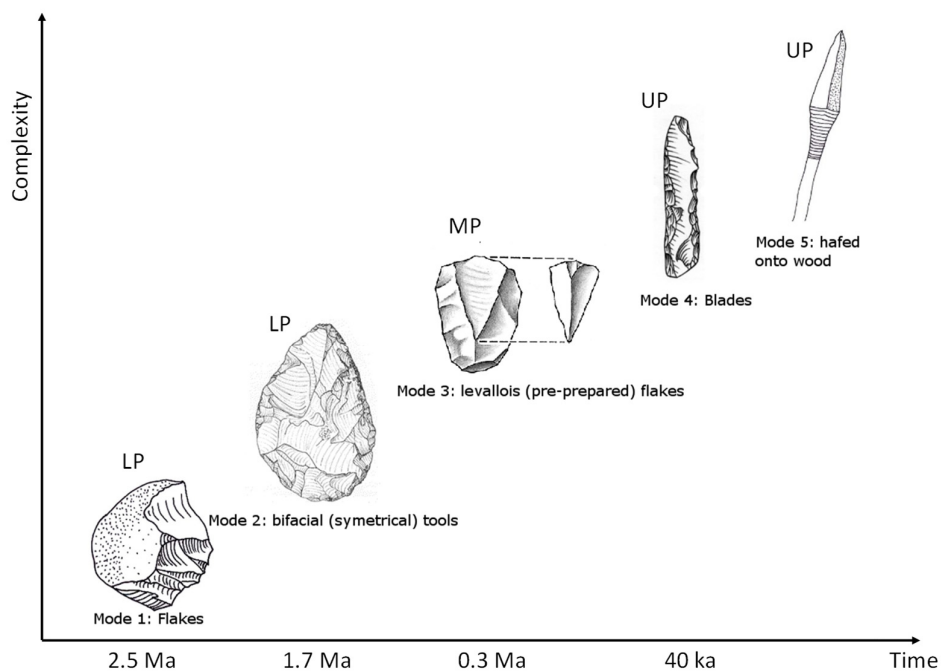 Complexity
UP
UP
Mode 5: hafed
onto wood
Mode 4: Blades
MP
Mode 3: levallois (pre-prepared) flakes
LP
Mode 2: bifacial (symetrical) tools
LP
Mode 1: Flakes
2.5 Ma 1.7 Ma 0.3 Ma 40 ka Time